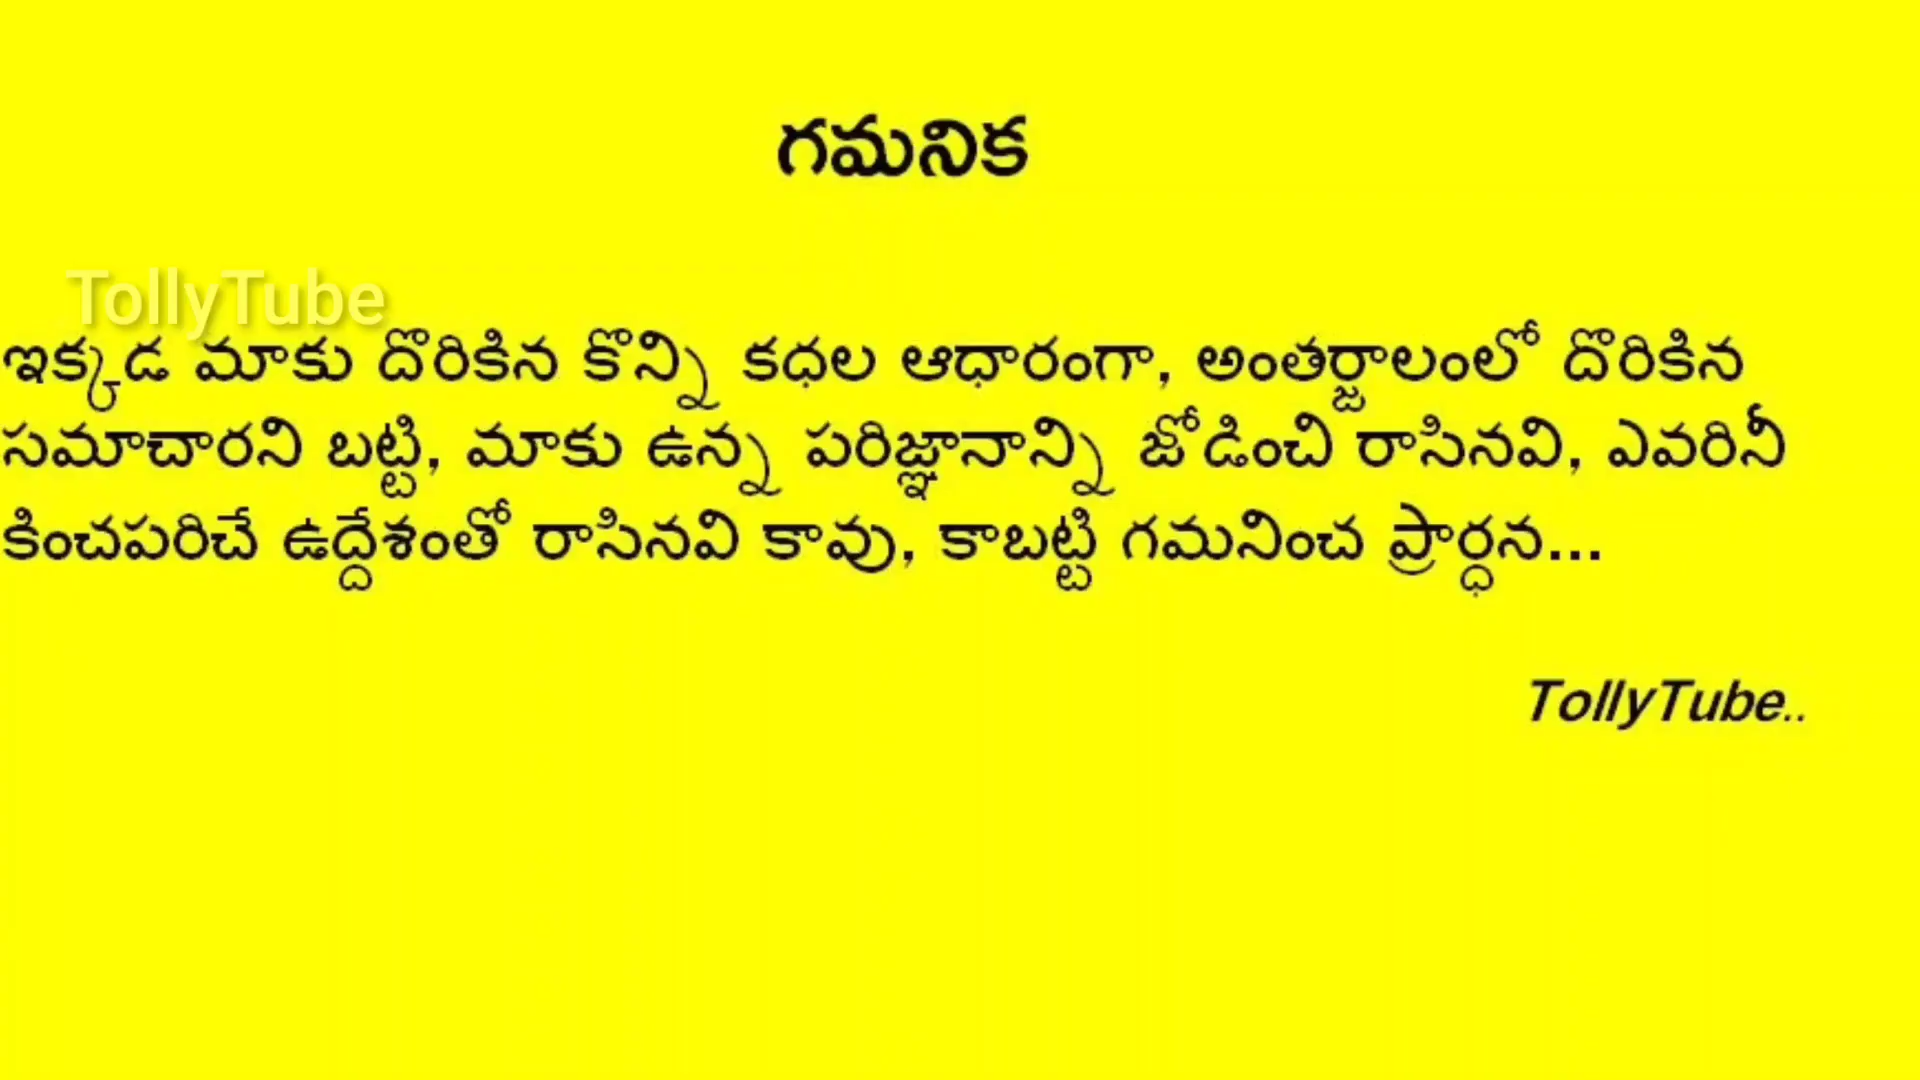 గమనిక
TollyTube
ఇక్కడ మాకు దొరికిన కొన్ని కధల ఆధారంగా, అంతర్జాలంలో దొరికిన
సమాచారని బట్టి, మాకు ఉన్న పరిజ్ఞానాన్ని జోడించి రాసినవి, ఎవరినీ
కించపరిచే ఉద్దేశంతో రాసినవి కావు, కాబట్టి గమనించ ప్రార్ధన...
TollyTube..